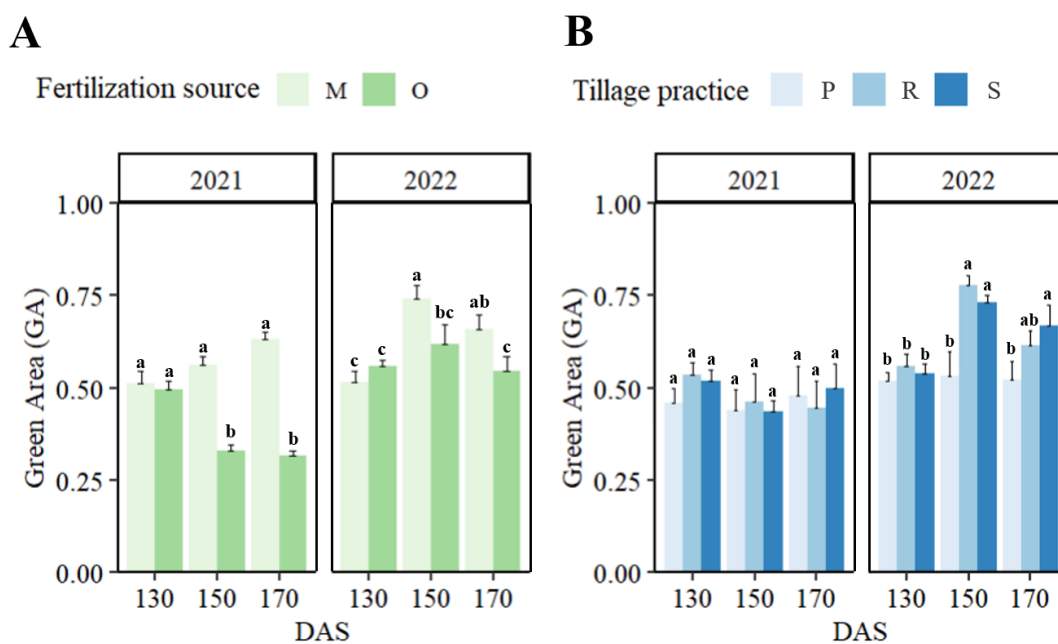 A
B
Fertilization source M O
Tillage practice P R S
2021 2022
2021 2022
Green Area (GA)
1.00
0.75
0.50
0.25
0.00
a a a b a b
c c a bc ab c
130 150 170 130 150 170
DAS
Green Area (GA)
1.00
0.75
0.50
0.25
0.00
a a a a a a a a a
b b b b a a b ab a
130 150 170 130 150 170
DAS